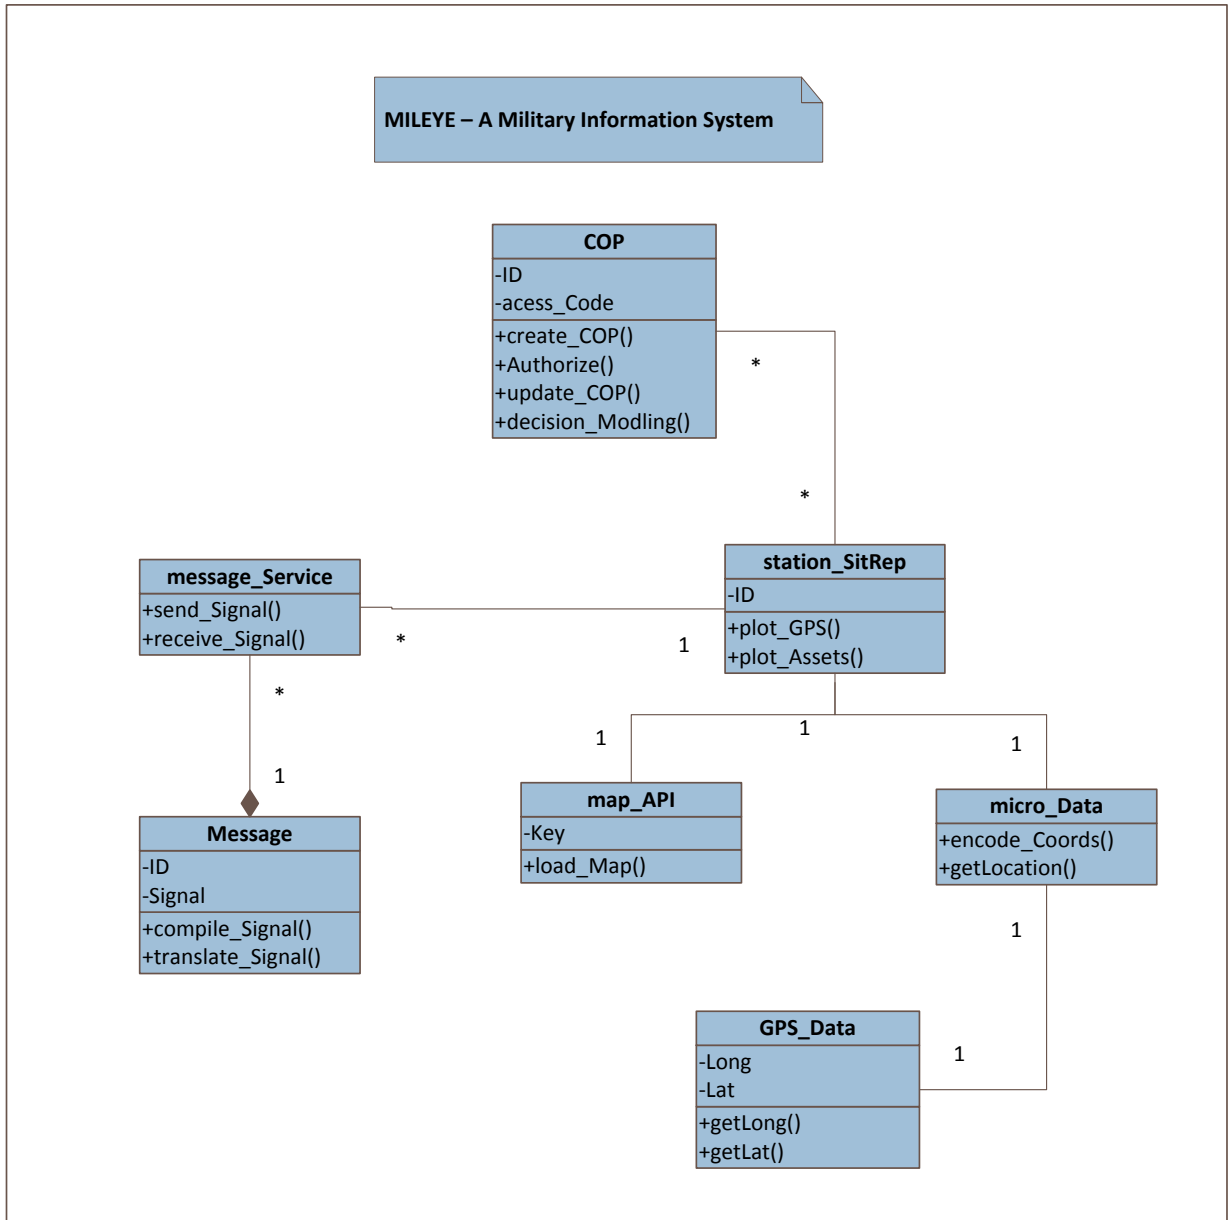 MILEYE – A Military Information System
COP
-ID
-acess_Code
+create_COP()
+Authorize()
+update_COP()
+decision_Modling()
*
*
message_Service
+send_Signal()
+receive_Signal()
*
1
station_SitRep
-ID
+plot_GPS()
+plot_Assets()
*
1
1
1
1
Message
-ID
-Signal
+compile_Signal()
+translate_Signal()
map_API
-Key
+load_Map()
micro_Data
+encode_Coords()
+getLocation()
1
1
GPS_Data
-Long
-Lat
+getLong()
+getLat()